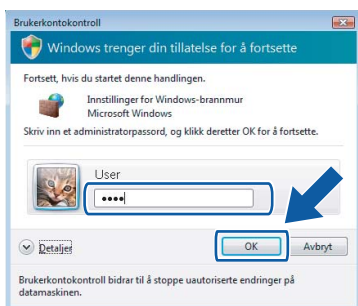 Brukerkontokontroll
Windows trenger din tillatelse for å fortsette
Fortsett, hvis du startet denne handlingen.
Innstillinger for Windows-brannmur
Microsoft Windows
Skriv inn et administratorpassord, og klikk deretter OK for å fortsette.
User
••••
Detaljer
OK
Avbryt
Brukerkontokontroll bidrar til å stoppe uautoriserte endringer på
datamaskinen.